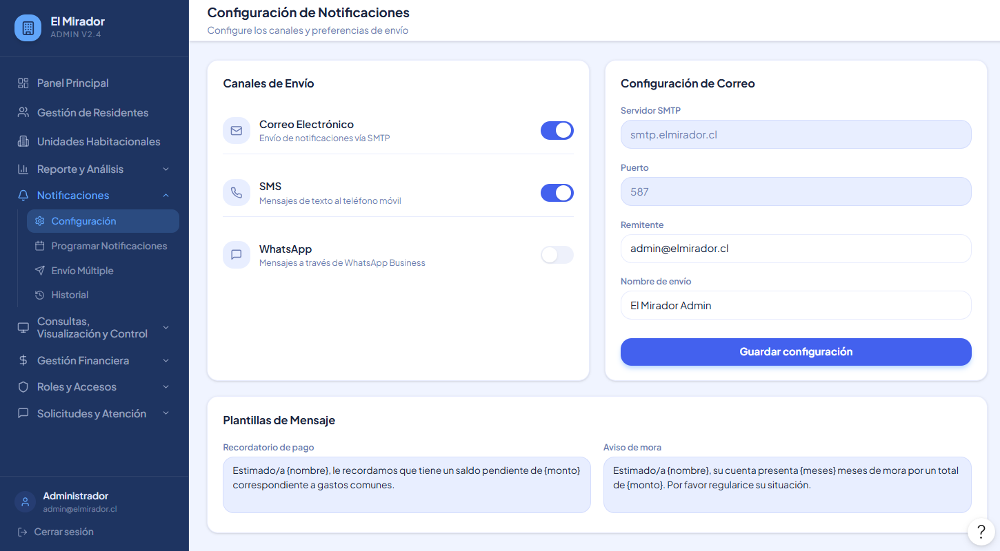 El Mirador
ADMIN V2.4
Panel Principal
Gestión de Residentes
Unidades Habitacionales
Reporte y Análisis
Notificaciones
Configuración
Programar Notificaciones
Envío Múltiple
Historial
Consultas,
Visualización y Control
Gestión Financiera
Roles y Accesos
Solicitudes y Atención
Administrador
admin@elmirador.cl
Cerrar sesión
Configuración de Notificaciones
Configure los canales y preferencias de envío
Canales de Envío
Correo Electrónico
Envío de notificaciones vía SMTP
SMS
Mensajes de texto al teléfono móvil
WhatsApp
Mensajes a través de WhatsApp Business
Configuración de Correo
Servidor SMTP
smtp.elmirador.cl
Puerto
587
Remitente
admin@elmirador.cl
Nombre de envío
El Mirador Admin
Guardar configuración
Plantillas de Mensaje
Recordatorio de pago
Estimado/a {nombre}, le recordamos que tiene un saldo pendiente de {monto}
correspondiente a gastos comunes.
Aviso de mora
Estimado/a {nombre}, su cuenta presenta {meses} meses de mora por un total
de {monto}. Por favor regularice su situación.
?